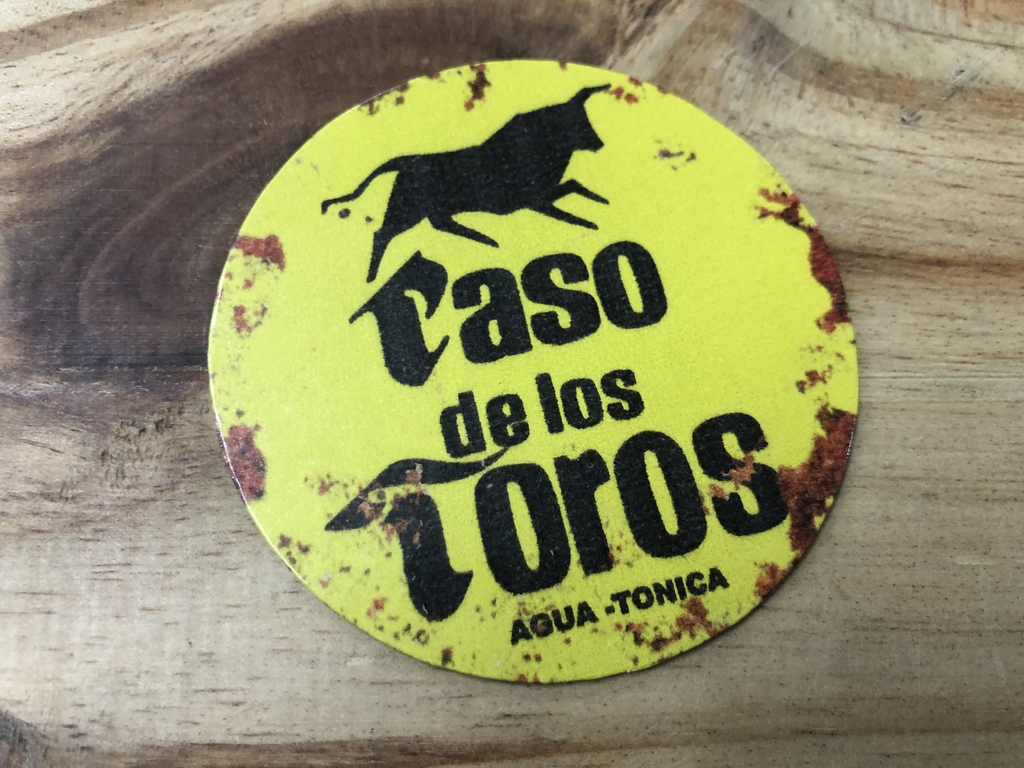 Paso
de los
Toros
AGUA -TONICA